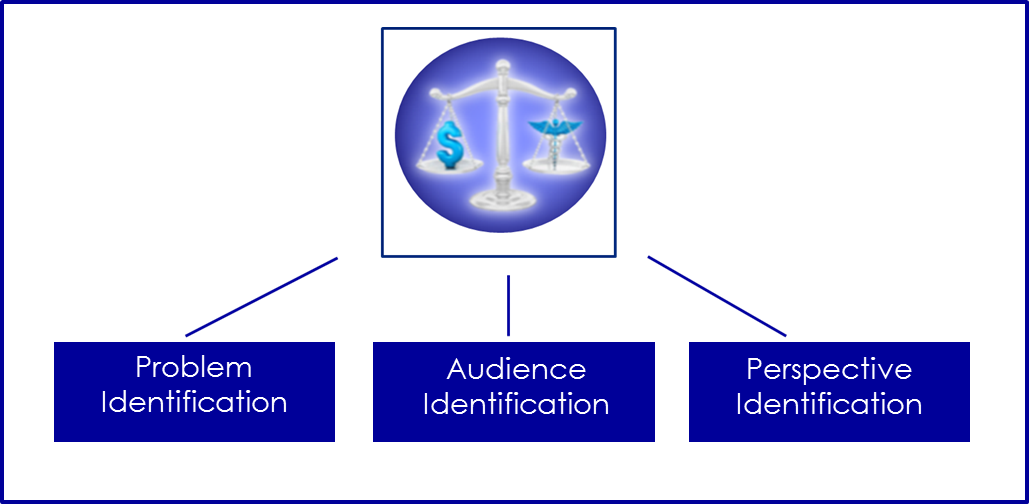 $
Problem
Identification
Audience
Identification
Perspective
Identification